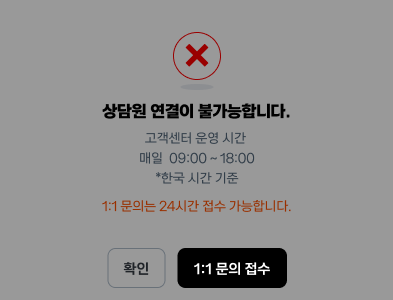 상담원 연결이 불가능합니다.
고객센터 운영 시간
매일 09:00 ~ 18:00
*한국 시간 기준
1:1 문의는 24시간 접수 가능합니다.
확인
1:1 문의 접수